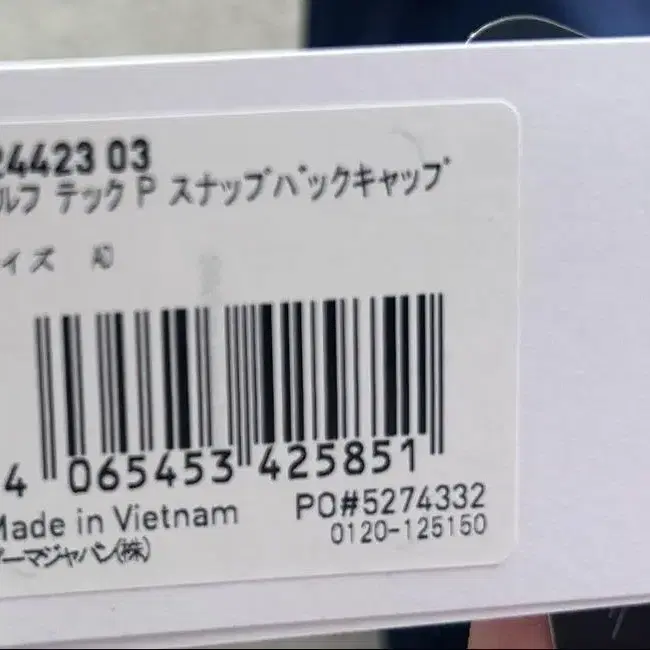 24423 03
ルフ テック P スナップバックキャップ
イズ AD
4 065453 425851
Made in Vietnam PO#5274332
0120-125150
ーマジャパン(株)